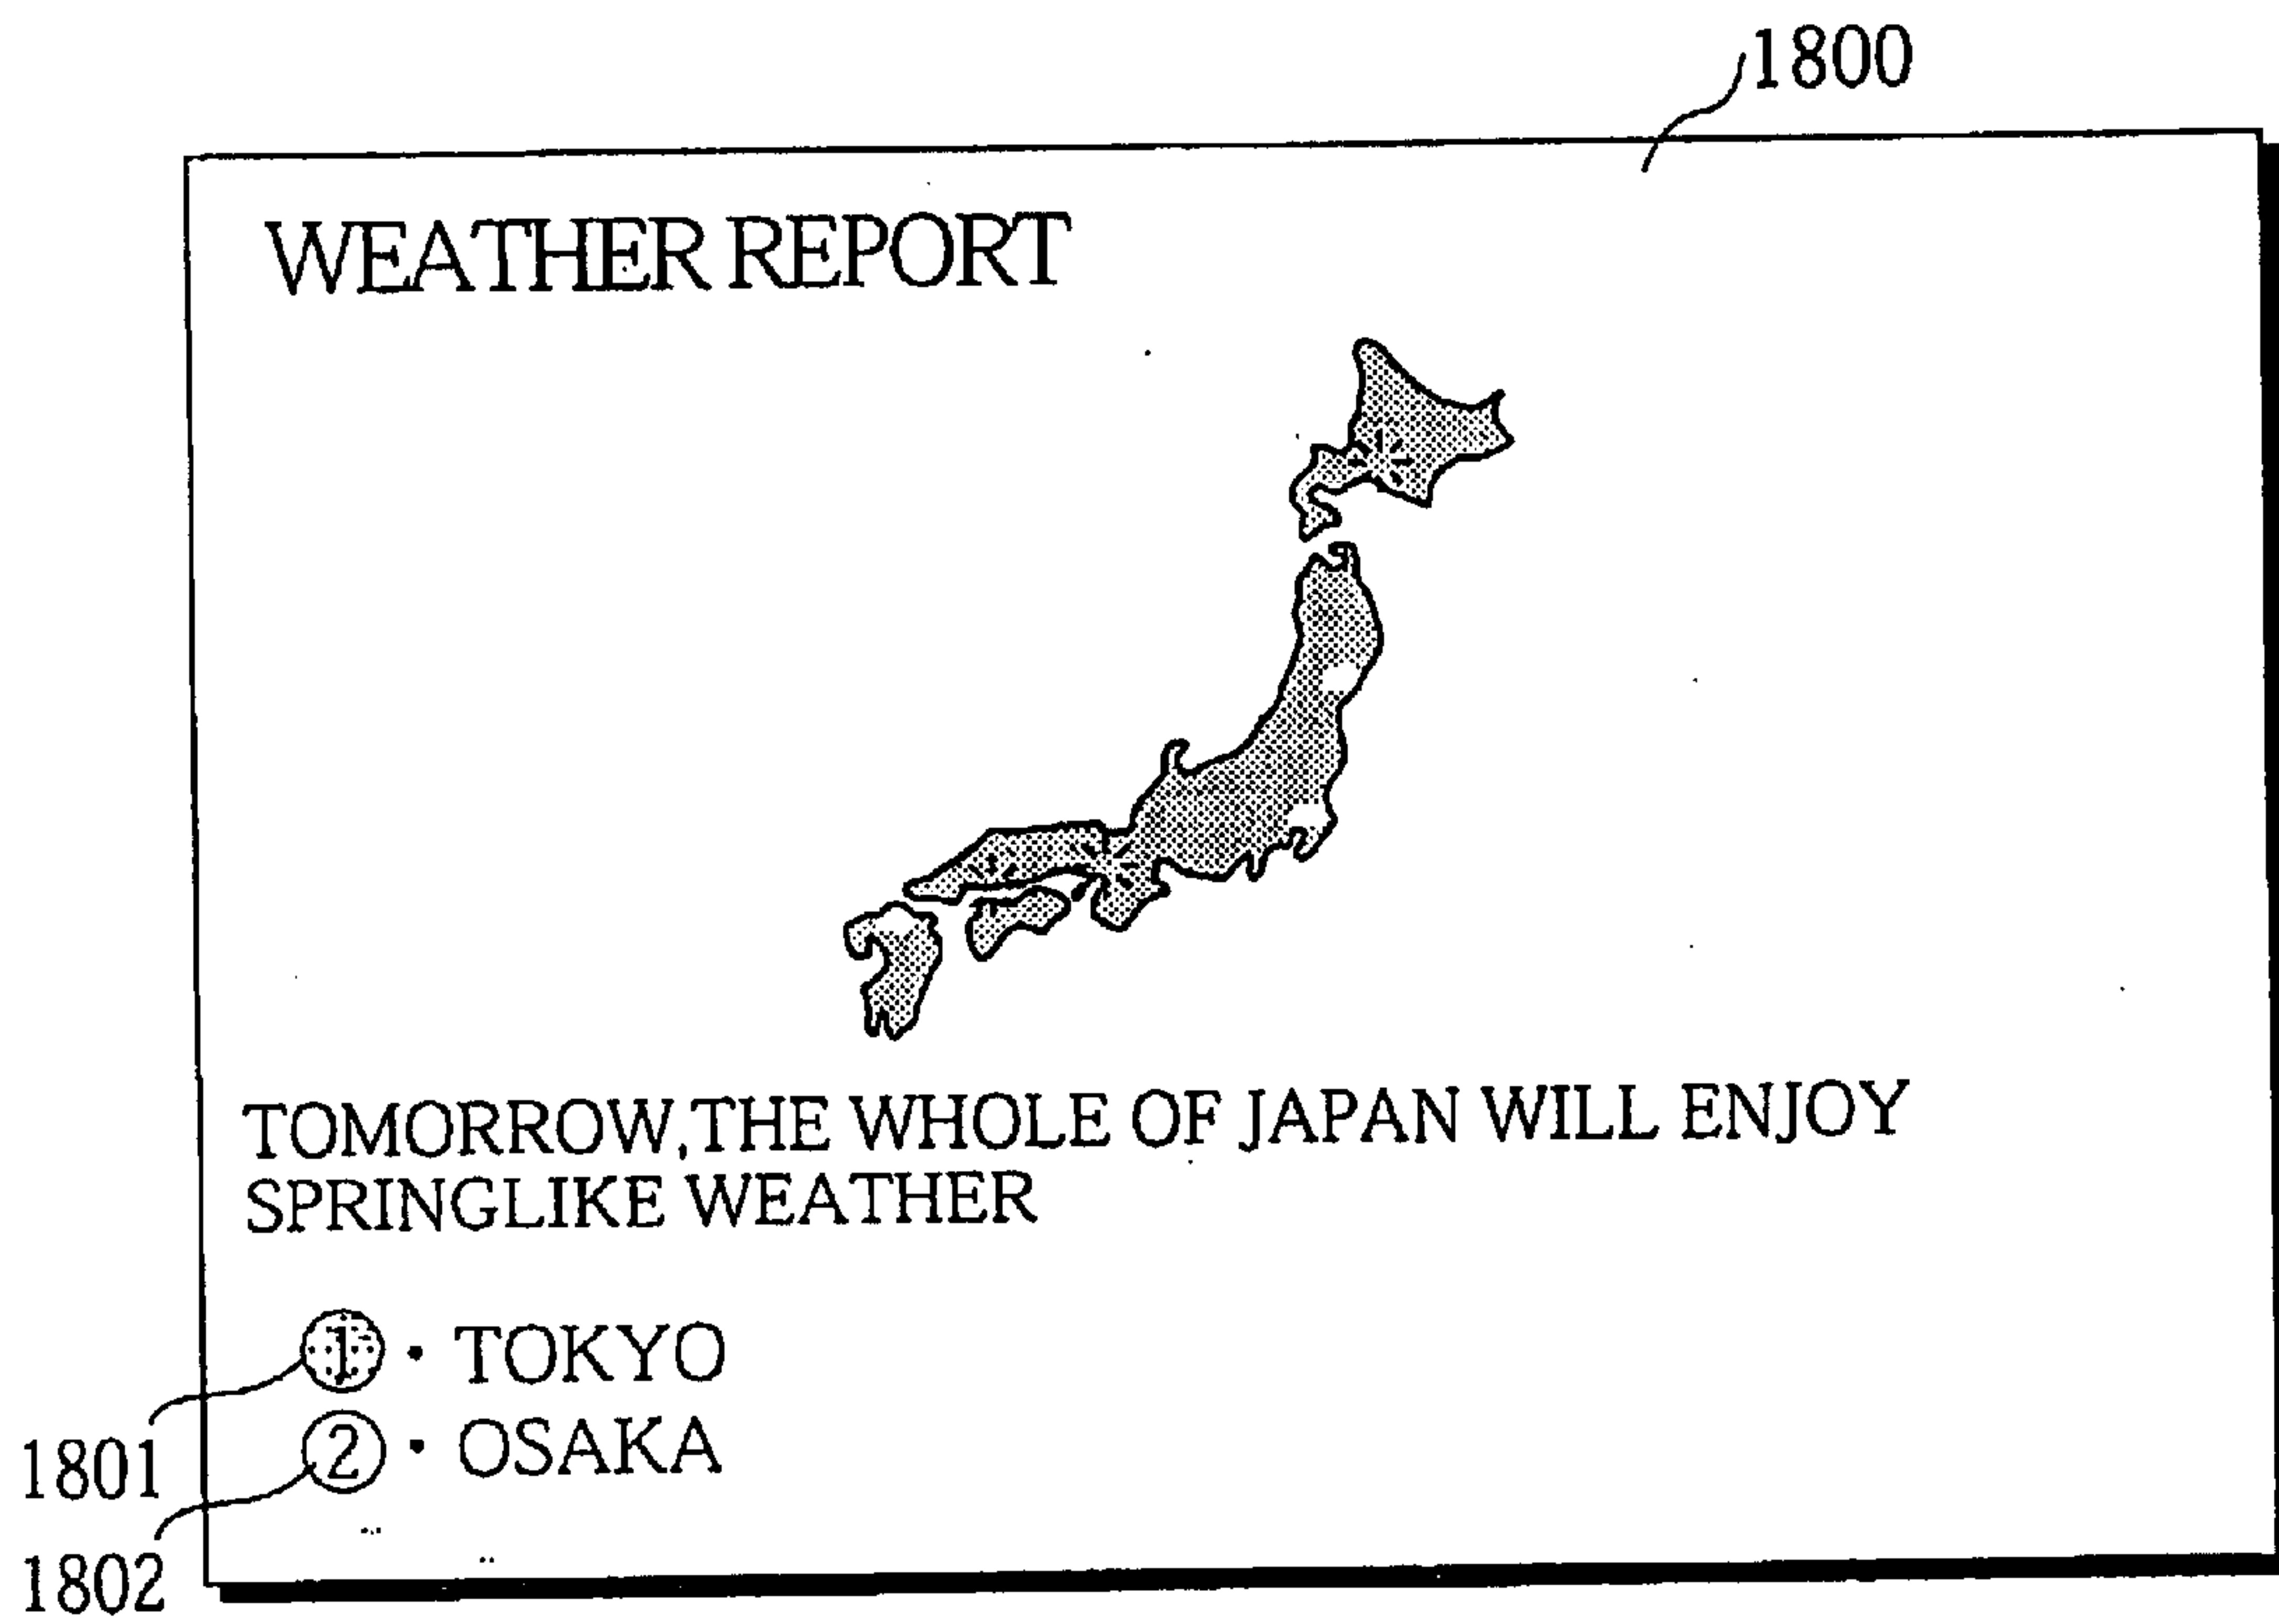 1800
WEATHER REPORT
TOMORROW,THE WHOLE OF JAPAN WILL ENJOY
SPRINGLIKE WEATHER
① · TOKYO
1801
② · OSAKA
1802